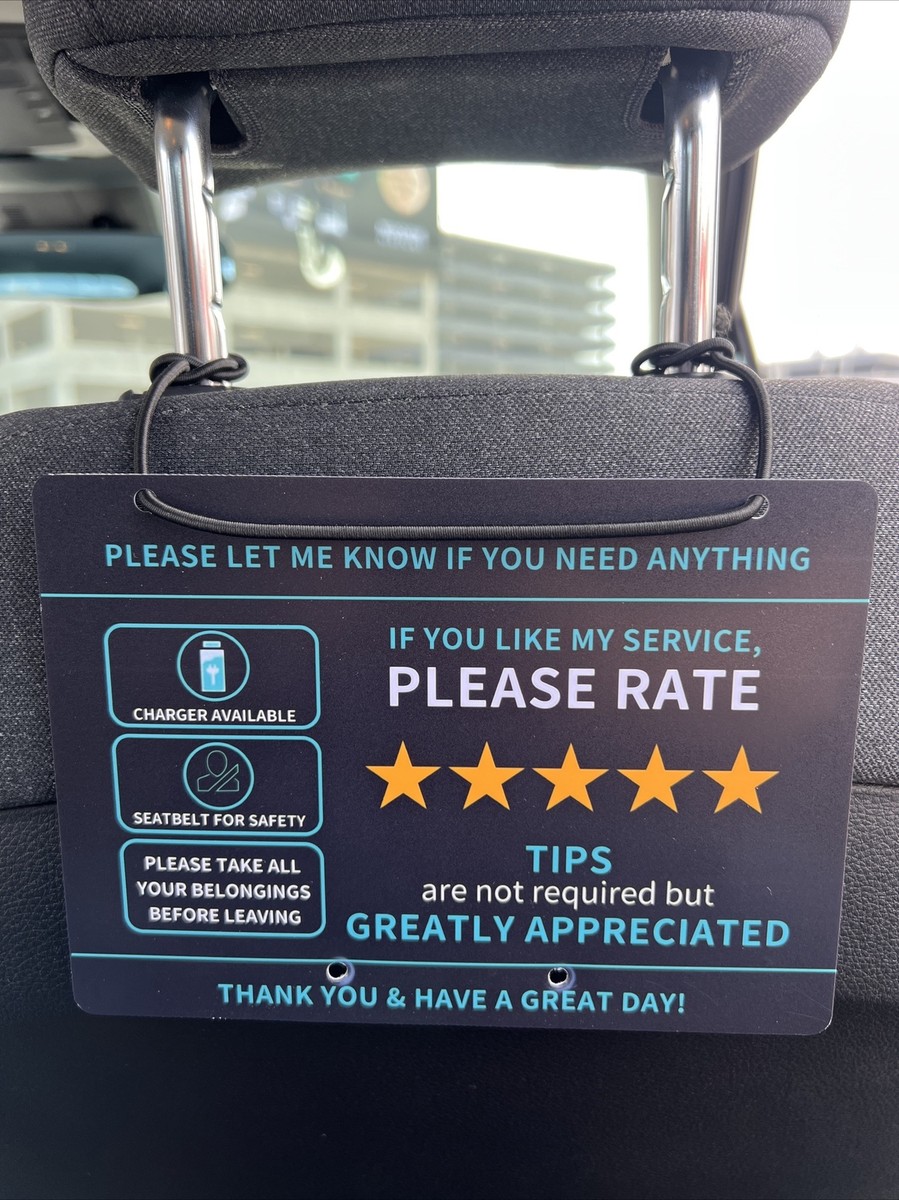 PLEASE LET ME KNOW IF YOU NEED ANYTHING
CHARGER AVAILABLE
SEATBELT FOR SAFETY
PLEASE TAKE ALL
YOUR BELONGINGS
BEFORE LEAVING
IF YOU LIKE MY SERVICE,
PLEASE RATE
TIPS
are not required but
GREATLY APPRECIATED
THANK YOU & HAVE A GREAT DAY!